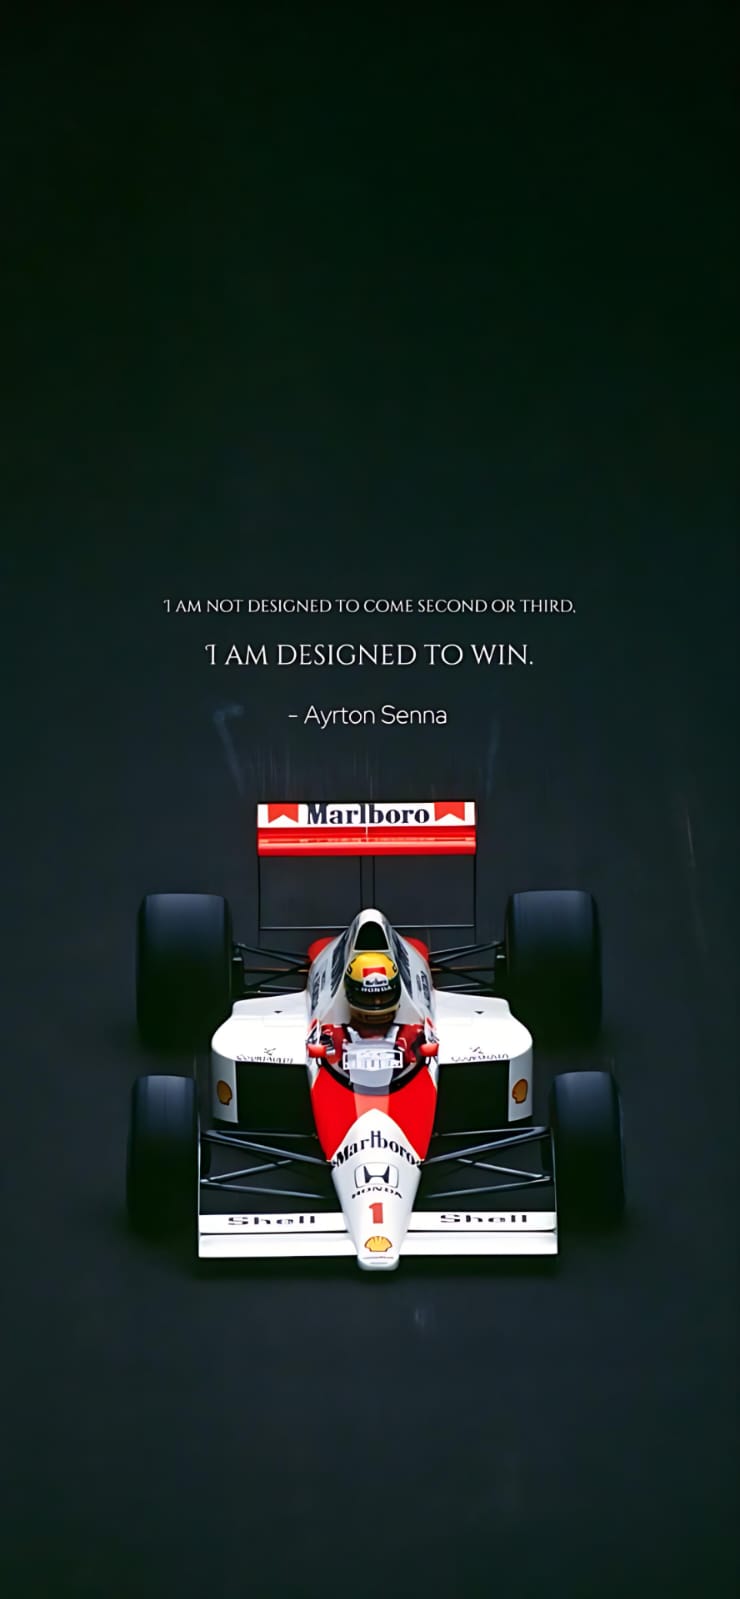 I AM NOT DESIGNED TO COME SECOND OR THIRD,
I AM DESIGNED TO WIN.
- Ayrton Senna
Marlboro
HONDA
Marlboro
HONDA
1
Shell Shell